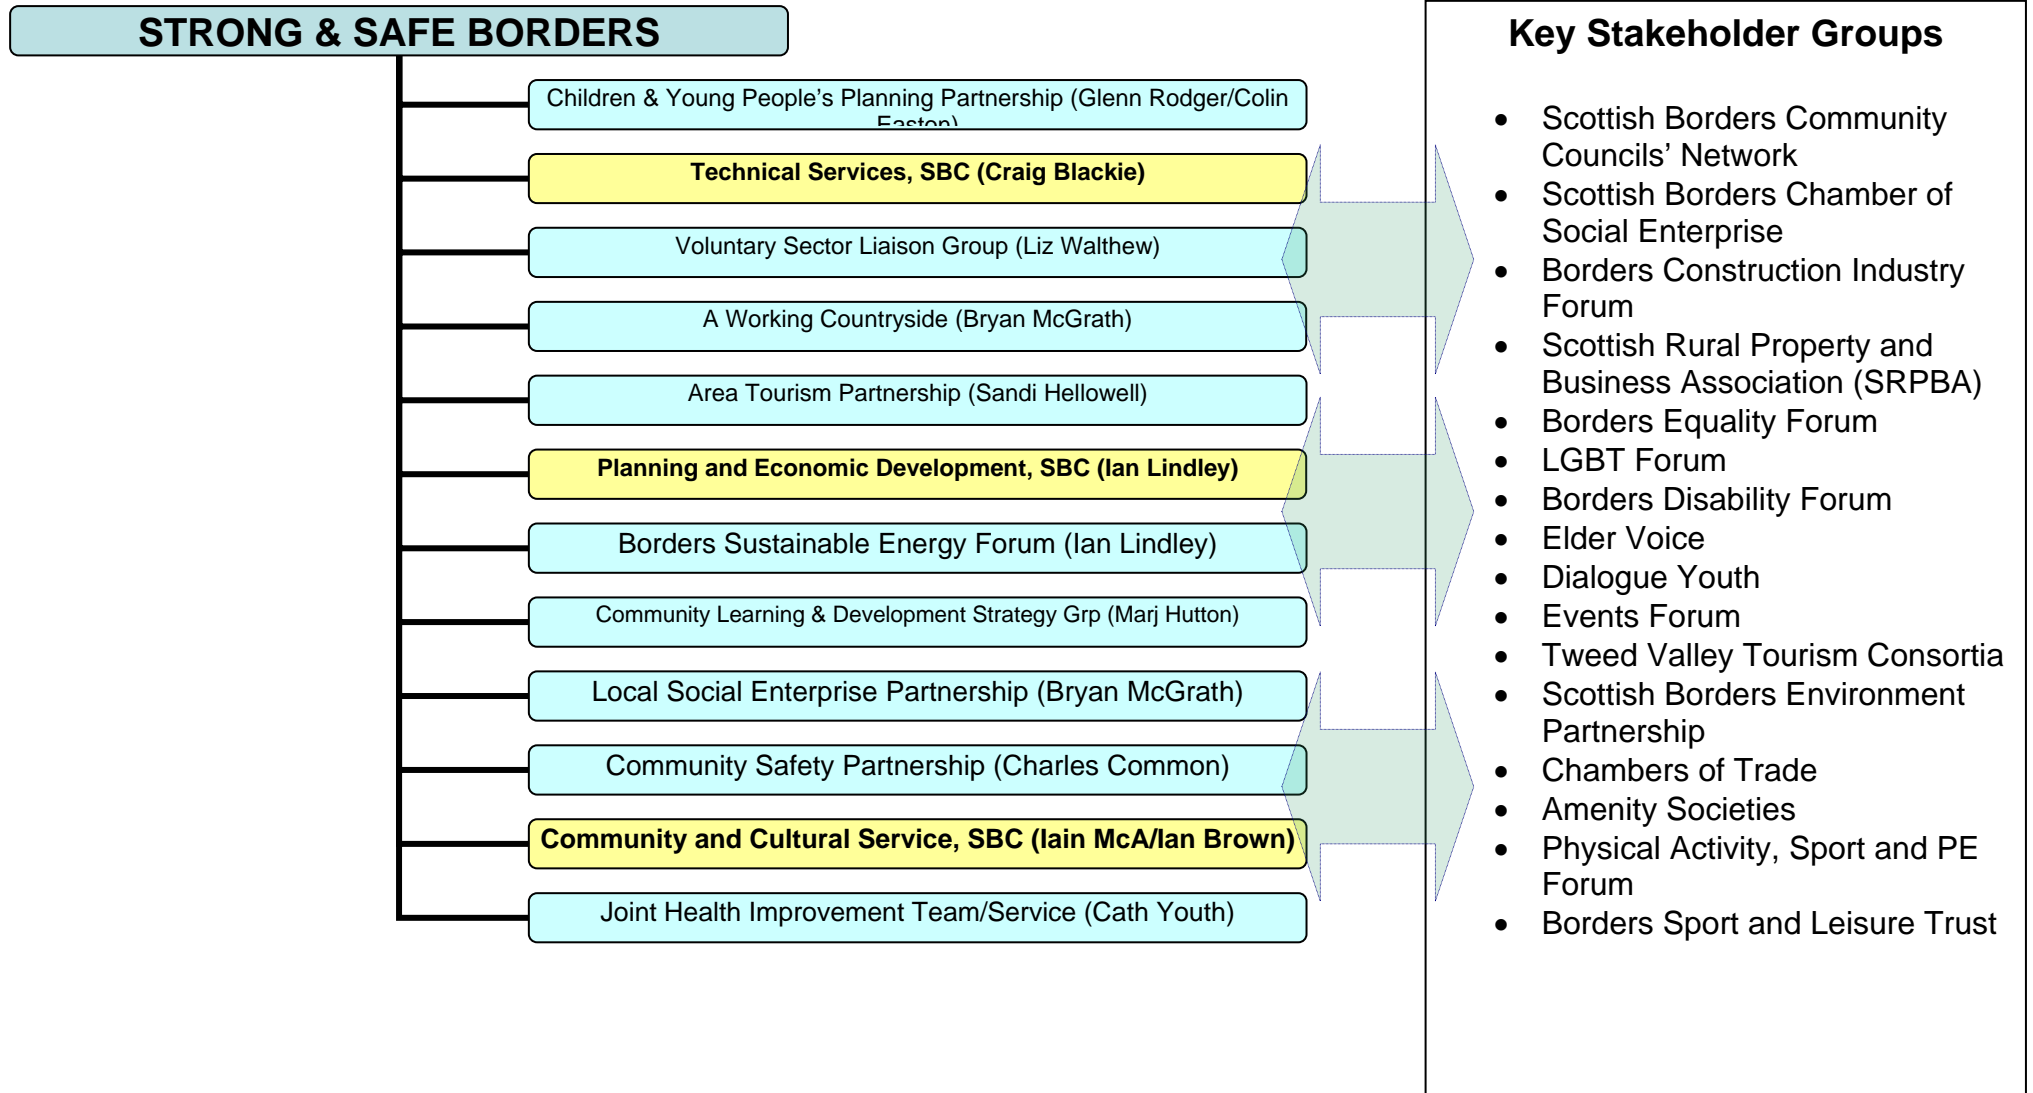 STRONG & SAFE BORDERS
Children & Young People's Planning Partnership (Glenn Rodger/Colin
Easton)
Technical Services, SBC (Craig Blackie)
Voluntary Sector Liaison Group (Liz Walthew)
A Working Countryside (Bryan McGrath)
Area Tourism Partnership (Sandi Hellowell)
Planning and Economic Development, SBC (Ian Lindley)
Borders Sustainable Energy Forum (Ian Lindley)
Community Learning & Development Strategy Grp (Marj Hutton)
Local Social Enterprise Partnership (Bryan McGrath)
Community Safety Partnership (Charles Common)
Community and Cultural Service, SBC (Iain McA/Ian Brown)
Joint Health Improvement Team/Service (Cath Youth)
Key Stakeholder Groups
• Scottish Borders Community
Councils' Network
• Scottish Borders Chamber of
Social Enterprise
• Borders Construction Industry
Forum
• Scottish Rural Property and
Business Association (SRPBA)
• Borders Equality Forum
• LGBT Forum
• Borders Disability Forum
• Elder Voice
• Dialogue Youth
• Events Forum
• Tweed Valley Tourism Consortia
• Scottish Borders Environment
Partnership
• Chambers of Trade
• Amenity Societies
• Physical Activity, Sport and PE
Forum
• Borders Sport and Leisure Trust